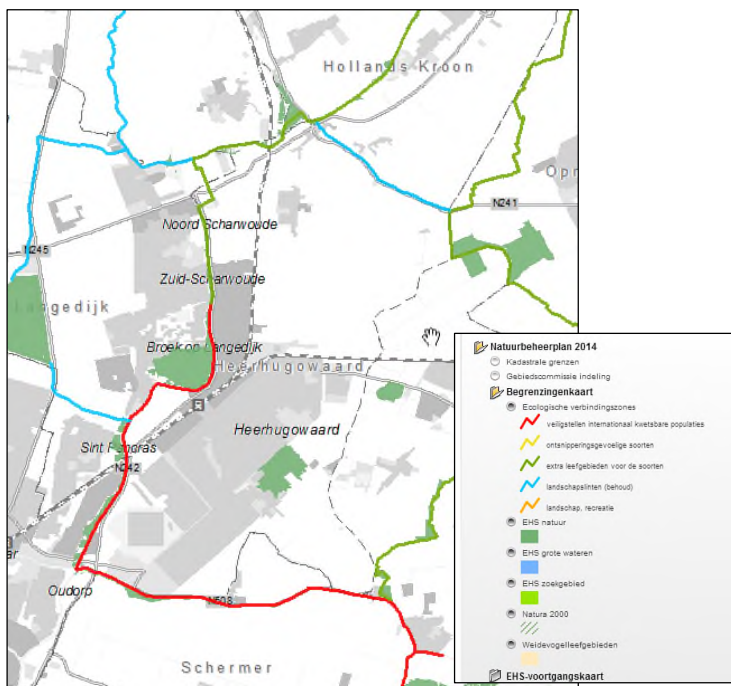 Hollands Kroon
Opm
N241
Noord Scharwoude
N245
Zuid-Scharwoude
Langedijk
Broek op Langedijk
Heerhugowaard
Heerhugowaard
Sint Pancras
N242
Oudorp
N508
Schermer
Natuurbeheerplan 2014
Kadastrale grenzen
Gebiedscommissie indeling
Begrenzingenkaart
Ecologische verbindingszones
veiligstellen internationaal kwetsbare populaties
ontsnipperingsgevoelige soorten
extra leefgebieden voor de soorten
landschapslinten (behoud)
landschap, recreatie
EHS natuur
EHS grote wateren
EHS zoekgebied
Natura 2000
Weidevogelleefgebieden
EHS-voortgangskaart